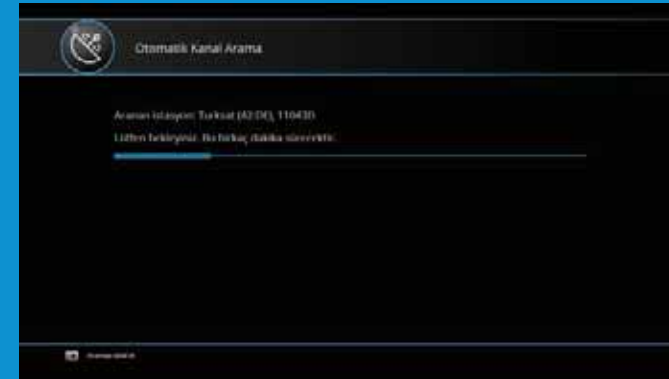 Otomatik Kanal Arama
Aranan istasyon: Turksat (42.0E), 11043D
Lütfen bekleyiniz. Bu birkaç dakika sürecektir.